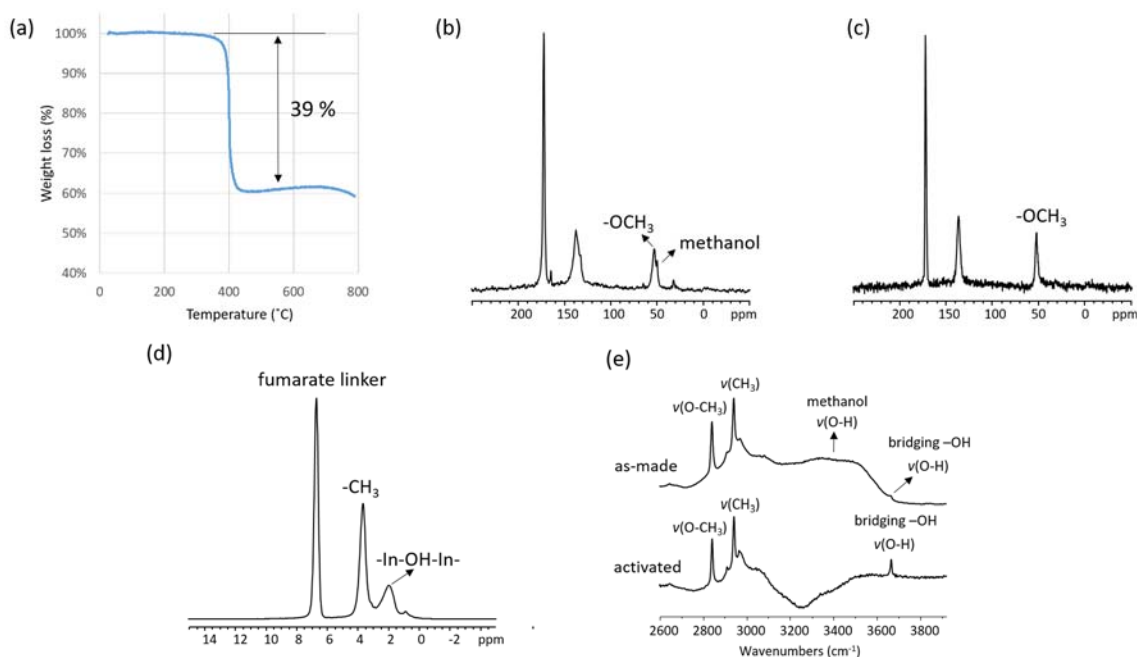 (a)
100%
90%
80%
70%
60%
50%
40%
Weight loss (%)
39 %
0 200 400 600 800
Temperature (˚C)
(b)
-OCH₃
methanol
200 150 100 50 0 ppm
(c)
-OCH₃
200 150 100 50 0 ppm
(d)
fumarate linker
-CH₃
-In-OH-In-
14 12 10 8 6 4 2 0 -2 ppm
(e)
ν(CH₃)
ν(O-CH₃)
methanol
ν(O-H)
bridging –OH
ν(O-H)
as-made
ν(CH₃)
ν(O-CH₃)
bridging –OH
ν(O-H)
activated
2600 2800 3000 3200 3400 3600 3800
Wavenumbers (cm⁻¹)